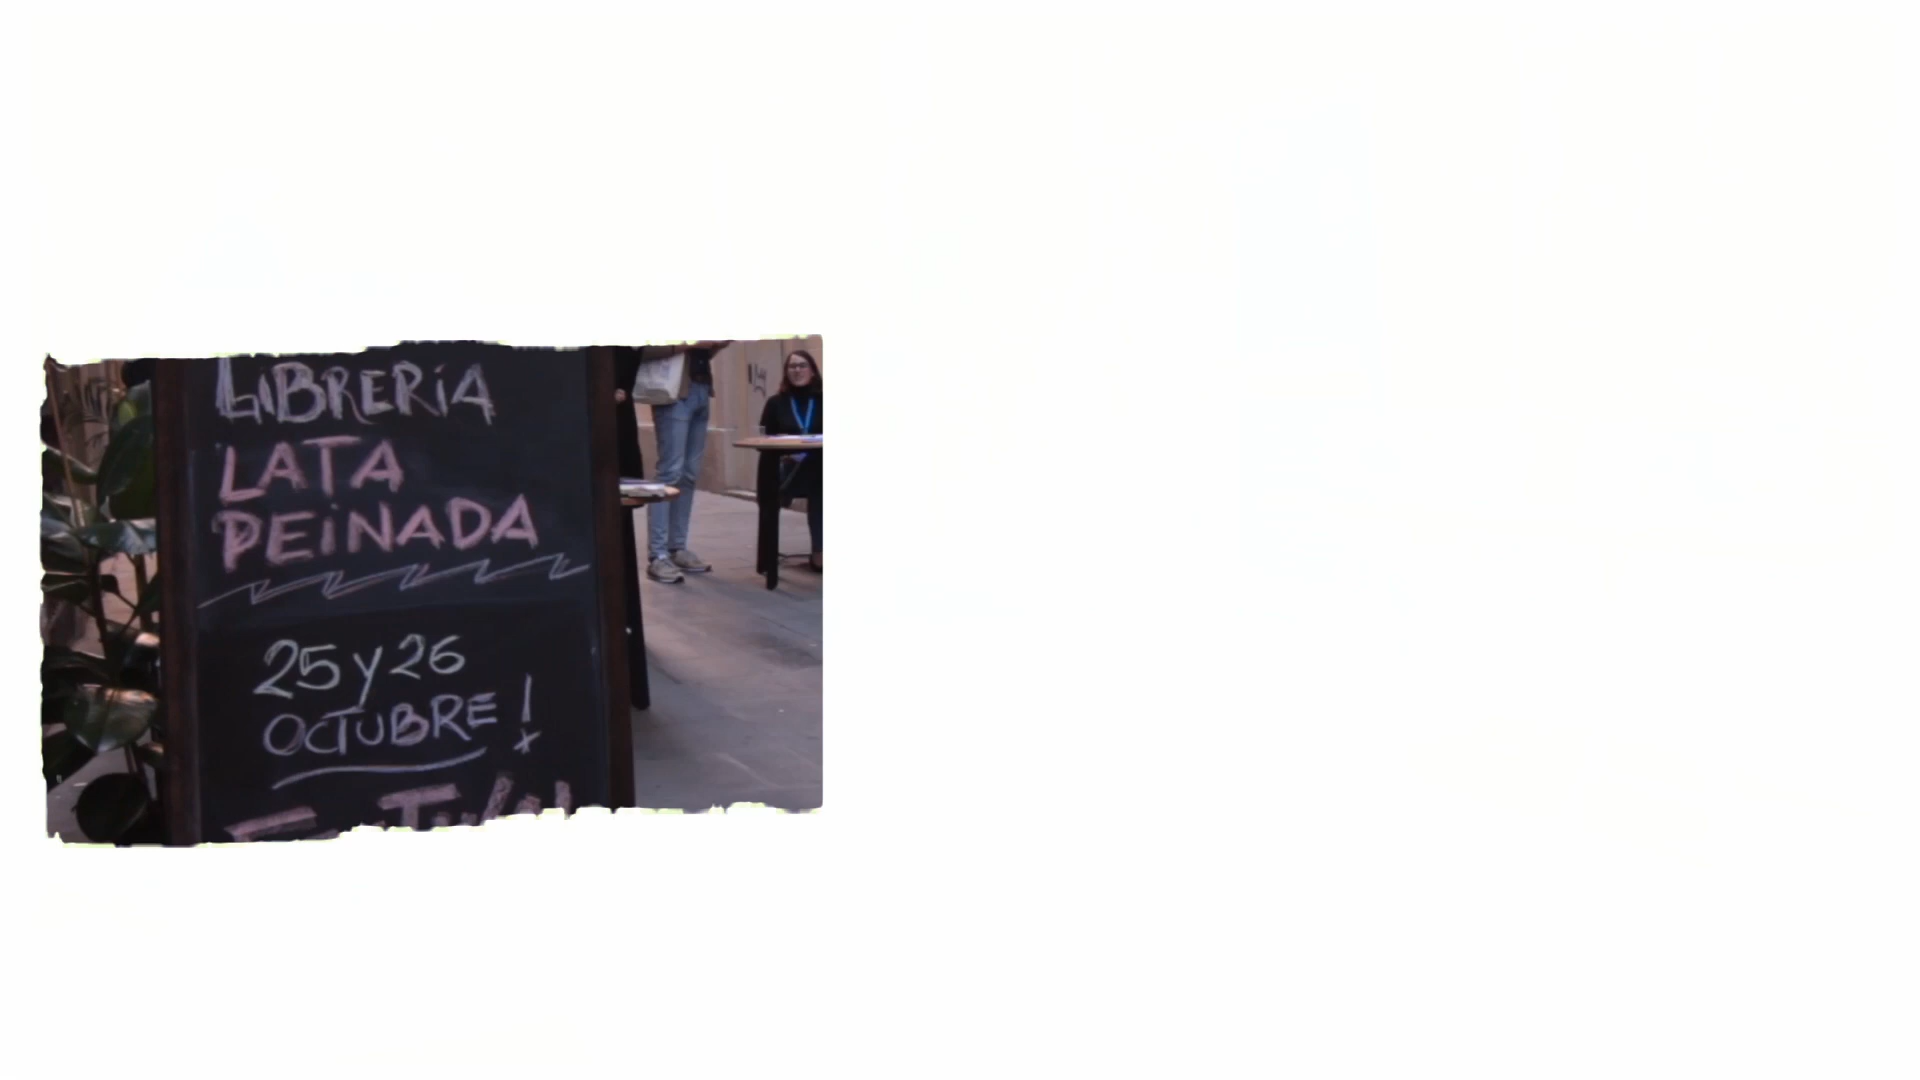 LiBRERiA
LATA
PEiNADA
25 y 26
OCTUBRE!